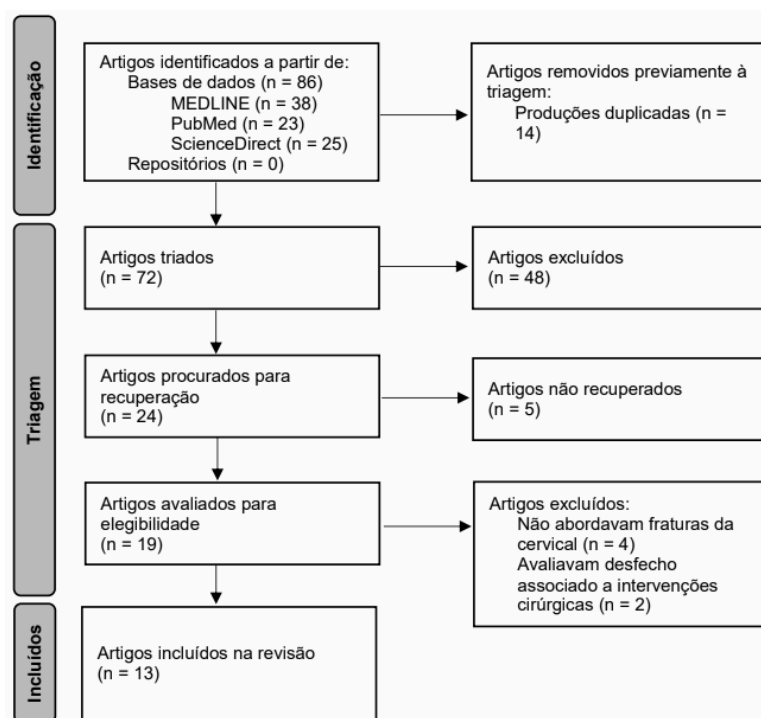 Identificação
Artigos identificados a partir de:
Bases de dados (n = 86)
MEDLINE (n = 38)
PubMed (n = 23)
ScienceDirect (n = 25)
Repositórios (n = 0)
Artigos removidos previamente à
triagem:
Produções duplicadas (n =
14)
Triagem
Artigos triados
(n = 72)
Artigos excluídos
(n = 48)
Artigos procurados para
recuperação
(n = 24)
Artigos não recuperados
(n = 5)
Artigos avaliados para
elegibilidade
(n = 19)
Artigos excluídos:
Não abordavam fraturas da
cervical (n = 4)
Avaliavam desfecho
associado a intervenções
cirúrgicas (n = 2)
Incluídos
Artigos incluídos na revisão
(n = 13)